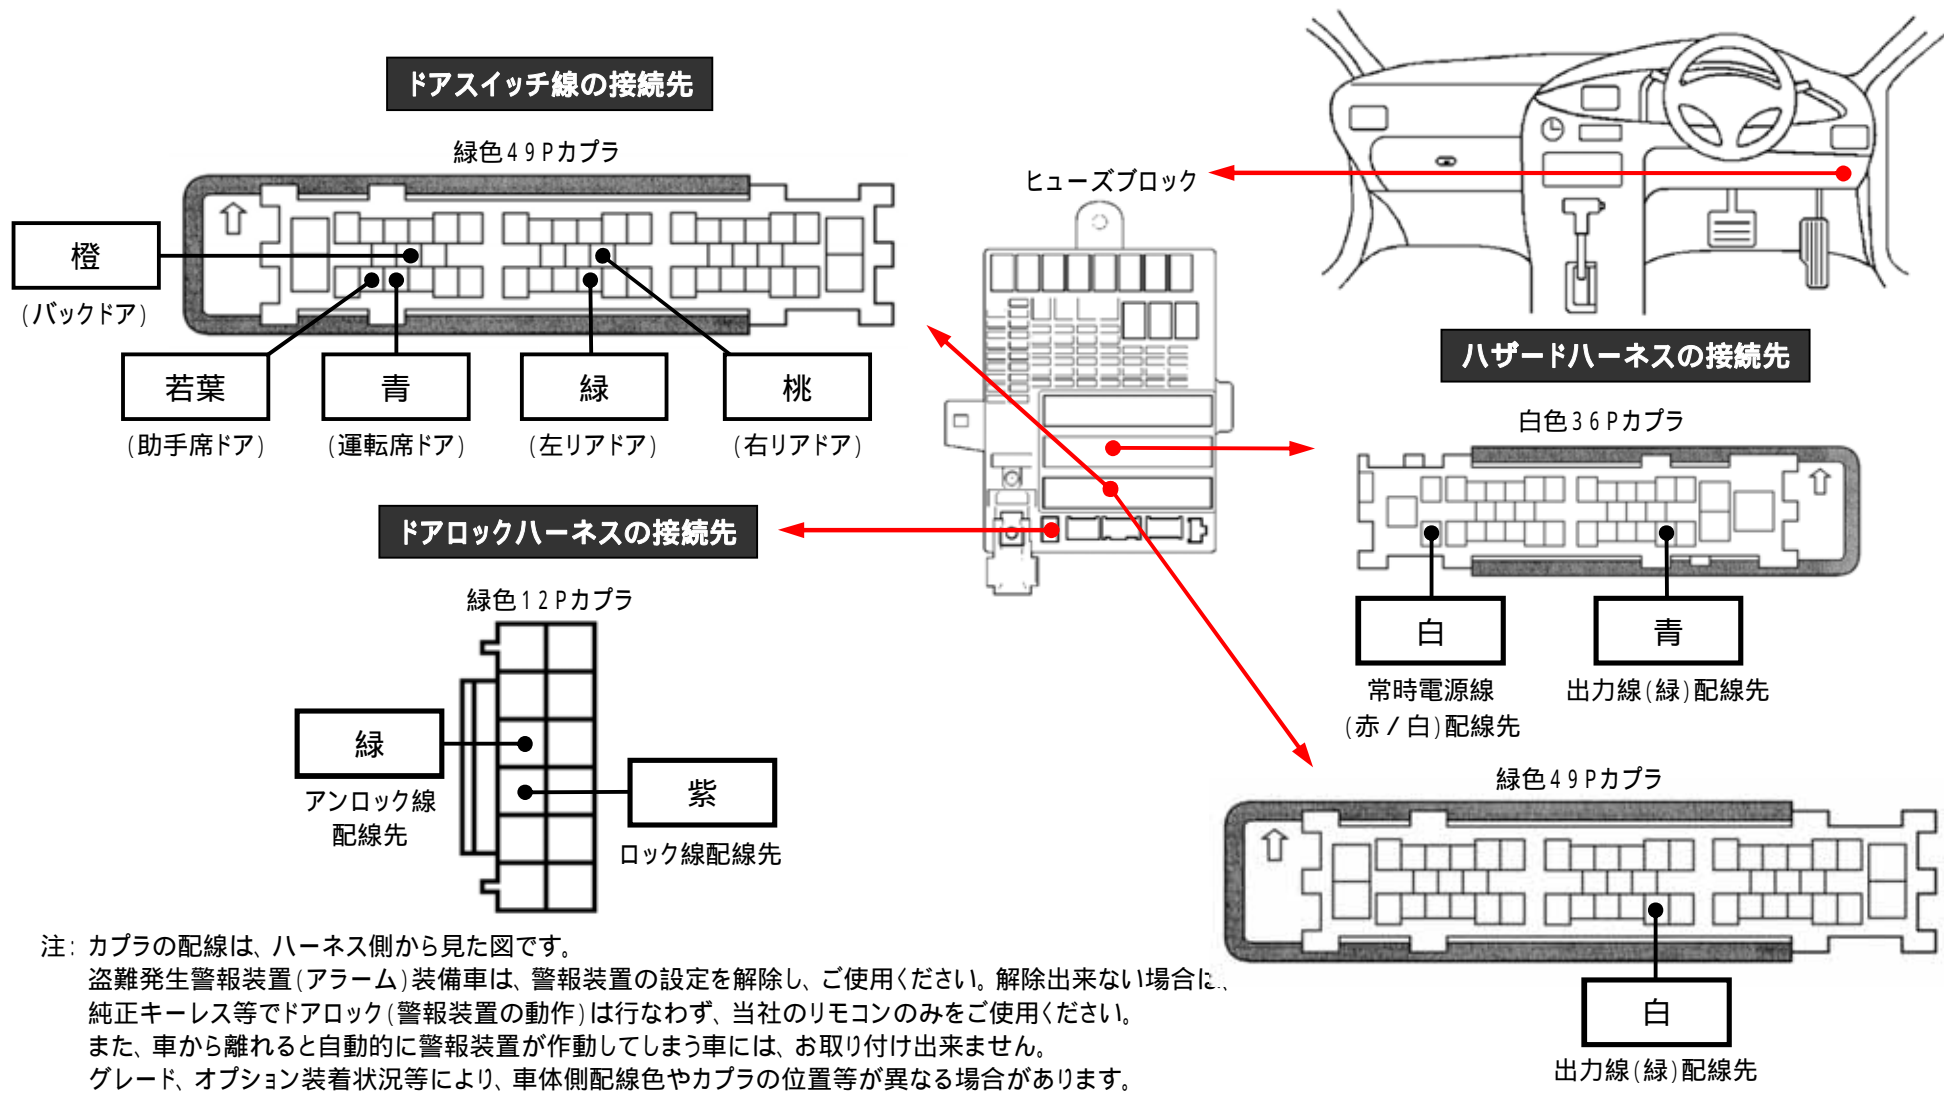 ドアスイッチ線の接続先
緑色49Pカプラ
橙
(バックドア)
若葉
(助手席ドア)
青
(運転席ドア)
緑
(左リアドア)
桃
(右リアドア)
ヒューズブロック
ドアロックハーネスの接続先
緑色12Pカプラ
緑
アンロック線
配線先
紫
ロック線配線先
ハザードハーネスの接続先
白色36Pカプラ
白
常時電源線
(赤/白)配線先
青
出力線(緑)配線先
緑色49Pカプラ
白
出力線(緑)配線先
注:カプラの配線は、ハーネス側から見た図です。
盗難発生警報装置(アラーム)装備車は、警報装置の設定を解除し、ご使用ください。解除出来ない場合は、
純正キーレス等でドアロック(警報装置の動作)は行なわず、当社のリモコンのみをご使用ください。
また、車から離れると自動的に警報装置が作動してしまう車には、お取り付け出来ません。
グレード、オプション装着状況等により、車体側配線色やカプラの位置等が異なる場合があります。